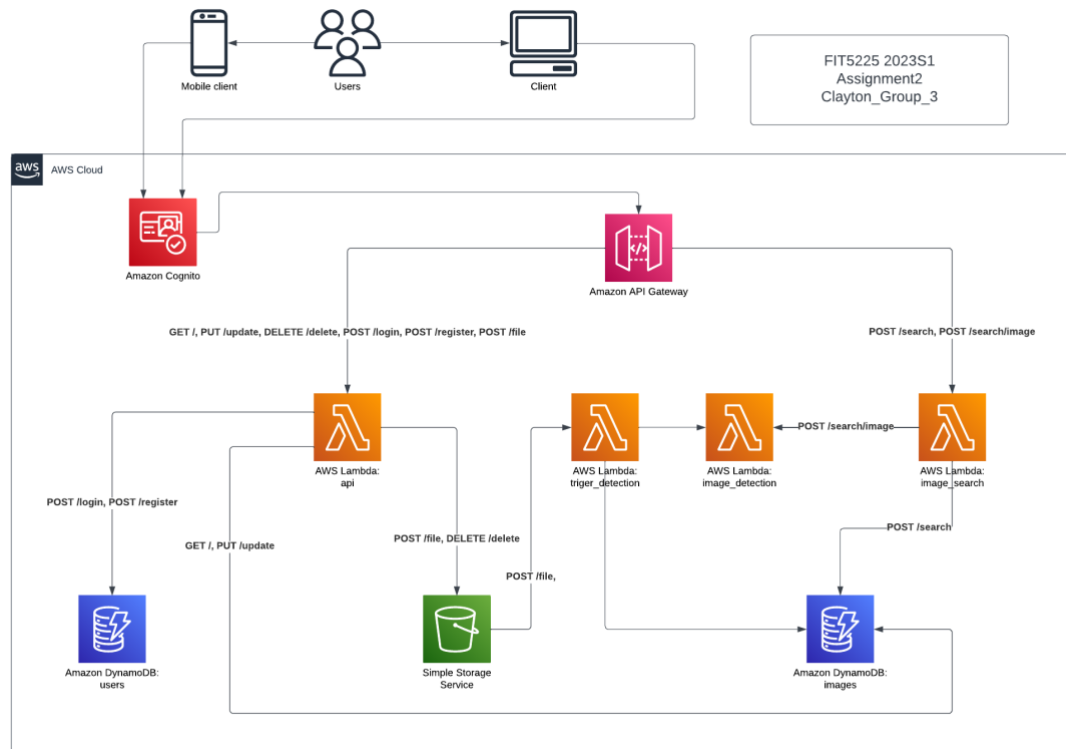 Mobile client
Users
Client
FIT5225 2023S1
Assignment2
Clayton_Group_3
aws
AWS Cloud
Amazon Cognito
Amazon API Gateway
GET /, PUT /update, DELETE /delete, POST /login, POST /register, POST /file
POST /search, POST /search/image
AWS Lambda:
api
AWS Lambda:
triger_detection
AWS Lambda:
image_detection
POST /search/image
AWS Lambda:
image_search
POST /login, POST /register
GET /, PUT /update
POST /file, DELETE /delete
POST /file,
POST /search
Amazon DynamoDB:
users
Simple Storage
Service
Amazon DynamoDB:
images